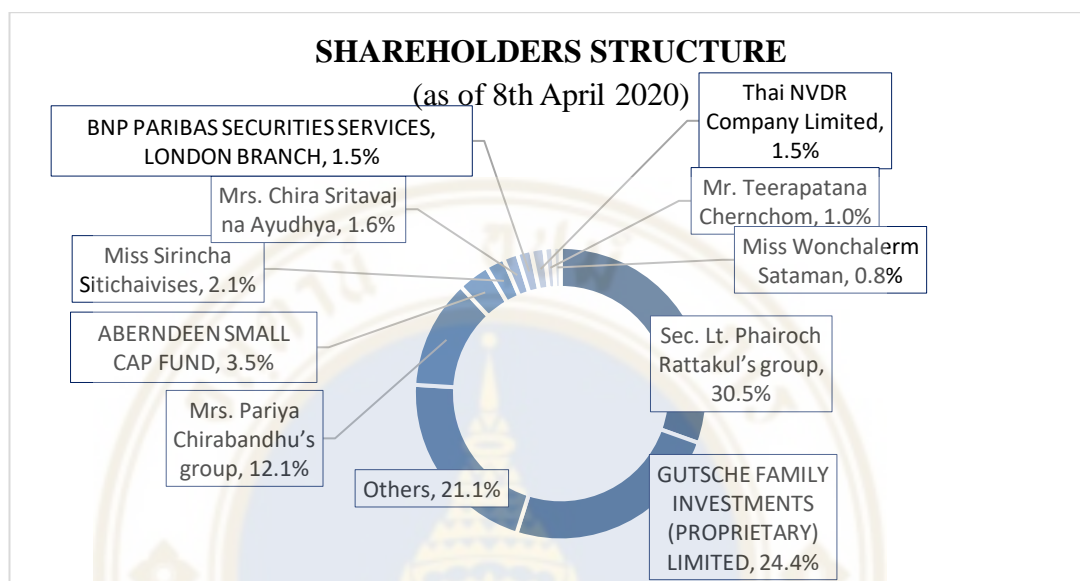 SHAREHOLDERS STRUCTURE
(as of 8th April 2020)
BNP PARIBAS SECURITIES SERVICES,
LONDON BRANCH, 1.5%
Thai NVDR
Company Limited,
1.5%
Mrs. Chira Sritavaj
na Ayudhya, 1.6%
Mr. Teerapatana
Chernchom, 1.0%
Miss Sirincha
Sitichaivises, 2.1%
Miss Wonchalerm
Sataman, 0.8%
ABERNDEEN SMALL
CAP FUND, 3.5%
Sec. Lt. Phairoch
Rattakul's group,
30.5%
Mrs. Pariya
Chirabandhu's
group, 12.1%
Others, 21.1%
GUTSCHE FAMILY
INVESTMENTS
(PROPRIETARY)
LIMITED, 24.4%